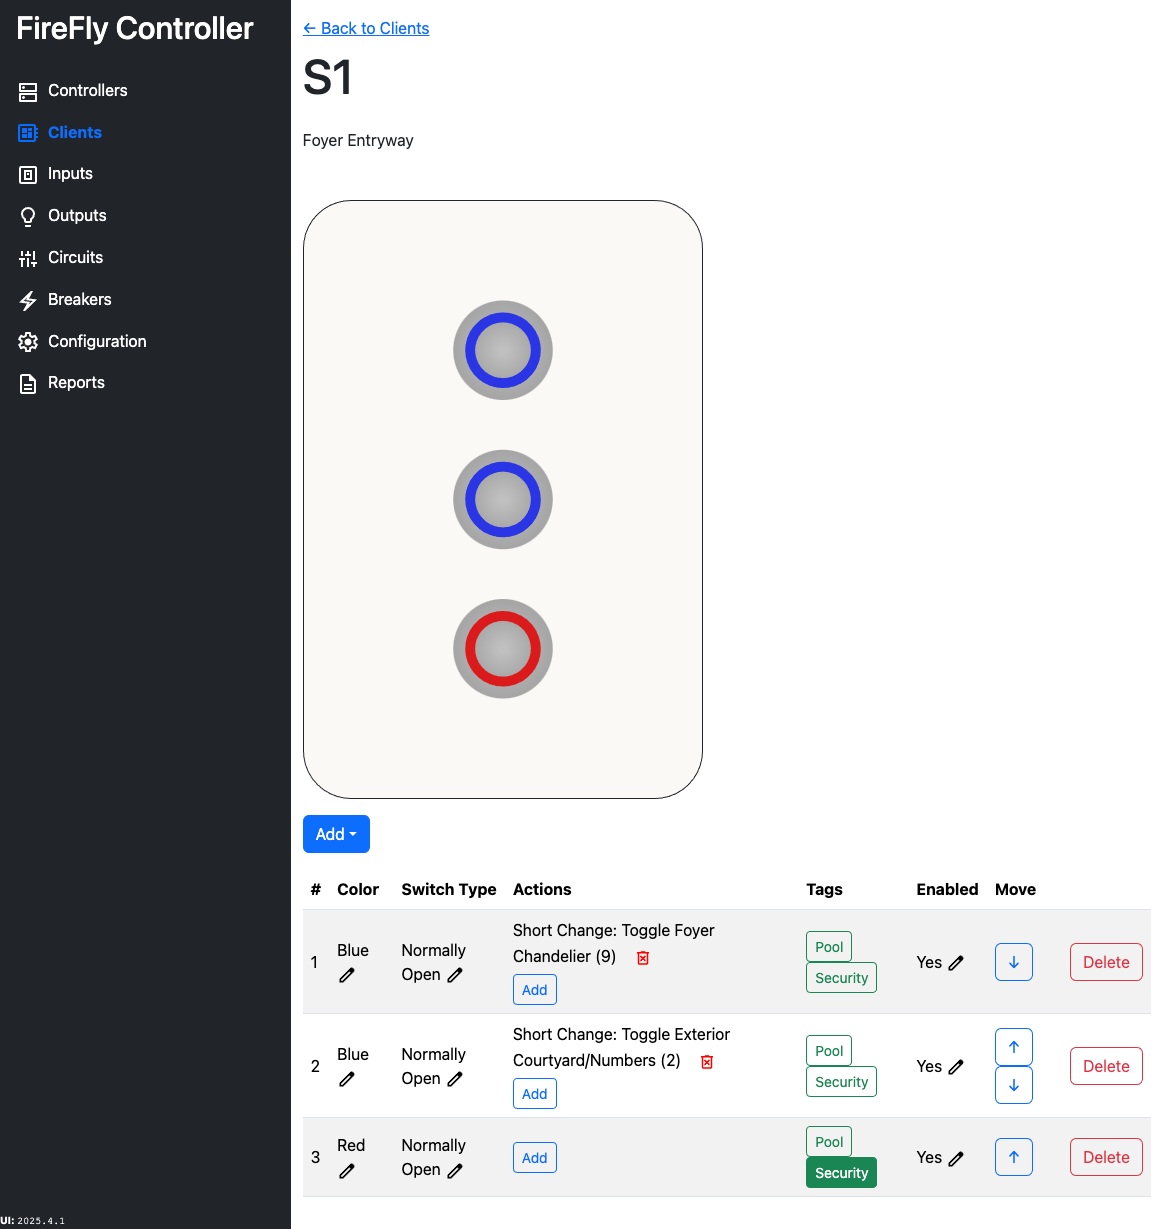 FireFly Controller
Controllers
Clients
Inputs
Outputs
Circuits
Breakers
Configuration
Reports
UI: 2025.4.1
← Back to Clients
S1
Foyer Entryway
Add
# Color Switch Type Actions Tags Enabled Move
1 Blue Normally Open Short Change: Toggle Foyer
Chandelier (9)
Add
Pool
Security
Yes ↓ Delete
2 Blue Normally Open Short Change: Toggle Exterior
Courtyard/Numbers (2)
Add
Pool
Security
Yes ↑ ↓ Delete
3 Red Normally Open Add
Pool
Security
Yes ↑ Delete